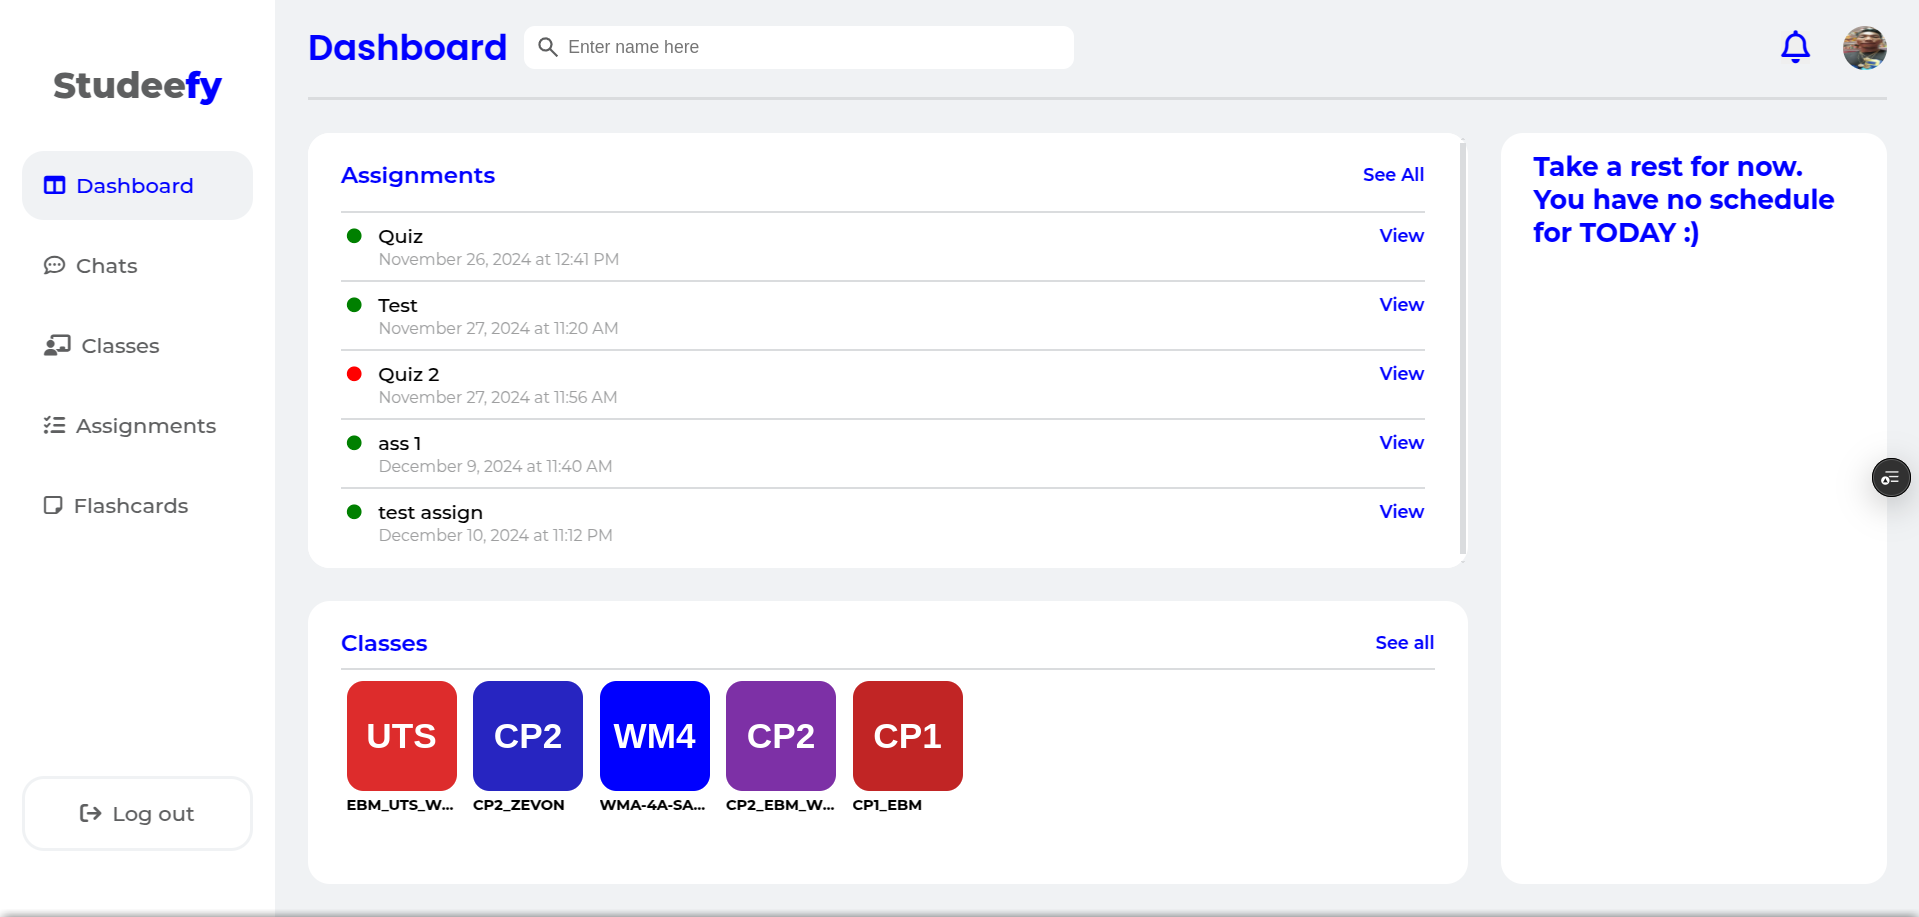 Studeefy
Dashboard
Chats
Classes
Assignments
Flashcards
Log out
Dashboard
Enter name here
Assignments
See All
Quiz
View
November 26, 2024 at 12:41 PM
Test
View
November 27, 2024 at 11:20 AM
Quiz 2
View
November 27, 2024 at 11:56 AM
ass 1
View
December 9, 2024 at 11:40 AM
test assign
View
December 10, 2024 at 11:12 PM
Classes
See all
UTS
CP2
WM4
CP2
CP1
EBM_UTS_W...
CP2_ZEVON
WMA-4A-SA...
CP2_EBM_W...
CP1_EBM
Take a rest for now.
You have no schedule
for TODAY :)